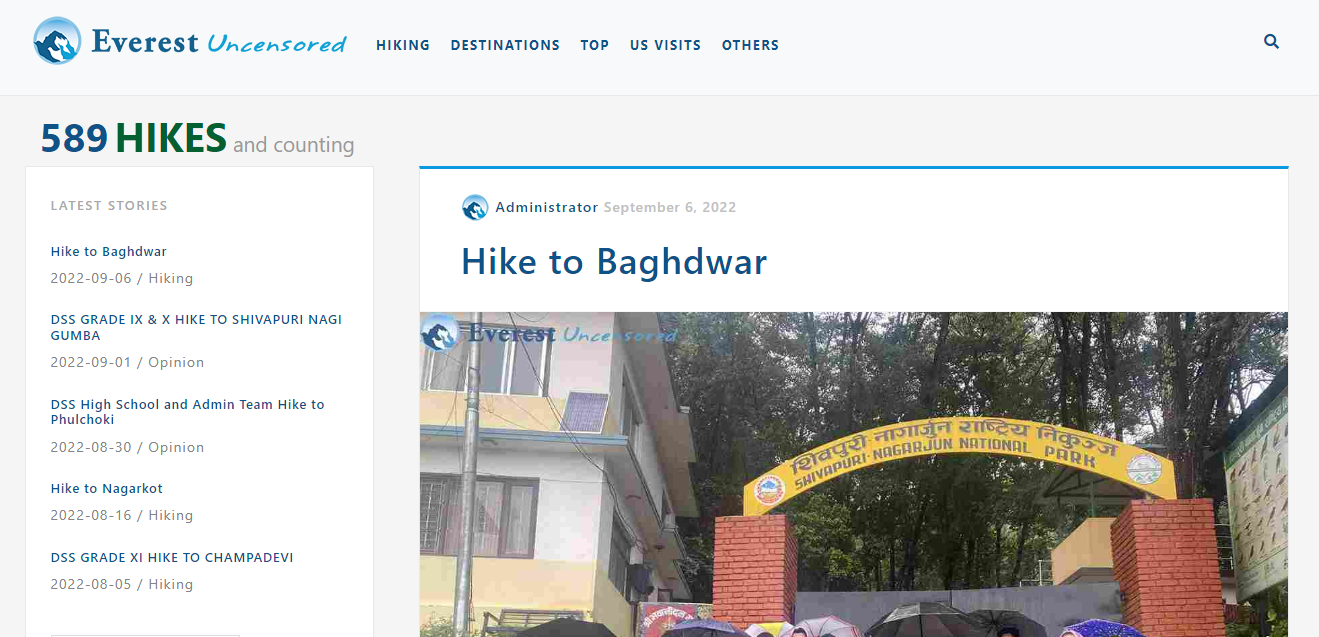 Everest Uncensored
HIKING DESTINATIONS TOP US VISITS OTHERS
589 HIKES and counting
LATEST STORIES
Hike to Baghdwar
2022-09-06 / Hiking
DSS GRADE IX & X HIKE TO SHIVAPURI NAGI
GUMBA
2022-09-01 / Opinion
DSS High School and Admin Team Hike to
Phulchoki
2022-08-30 / Opinion
Hike to Nagarkot
2022-08-16 / Hiking
DSS GRADE XI HIKE TO CHAMPADEVI
2022-08-05 / Hiking
Administrator September 6, 2022
Hike to Baghdwar
Everest Uncensored
शिवपुरी-नागार्जुन राष्ट्रिय निकुञ्ज
SHIVAPURI-NAGARJUN NATIONAL PARK